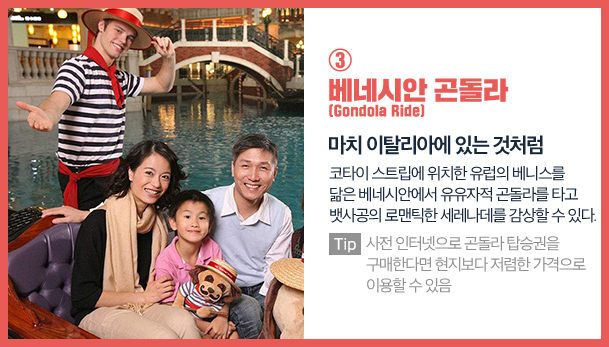 ③
베네시안 곤돌라
(Gondola Ride)
마치 이탈리아에 있는 것처럼
코타이 스트립에 위치한 유럽의 베니스를
닮은 베네시안에서 유유자적 곤돌라를 타고
뱃사공의 로맨틱한 세레나데를 감상할 수 있다.
Tip 사전 인터넷으로 곤돌라 탑승권을
구매한다면 현지보다 저렴한 가격으로
이용할 수 있음